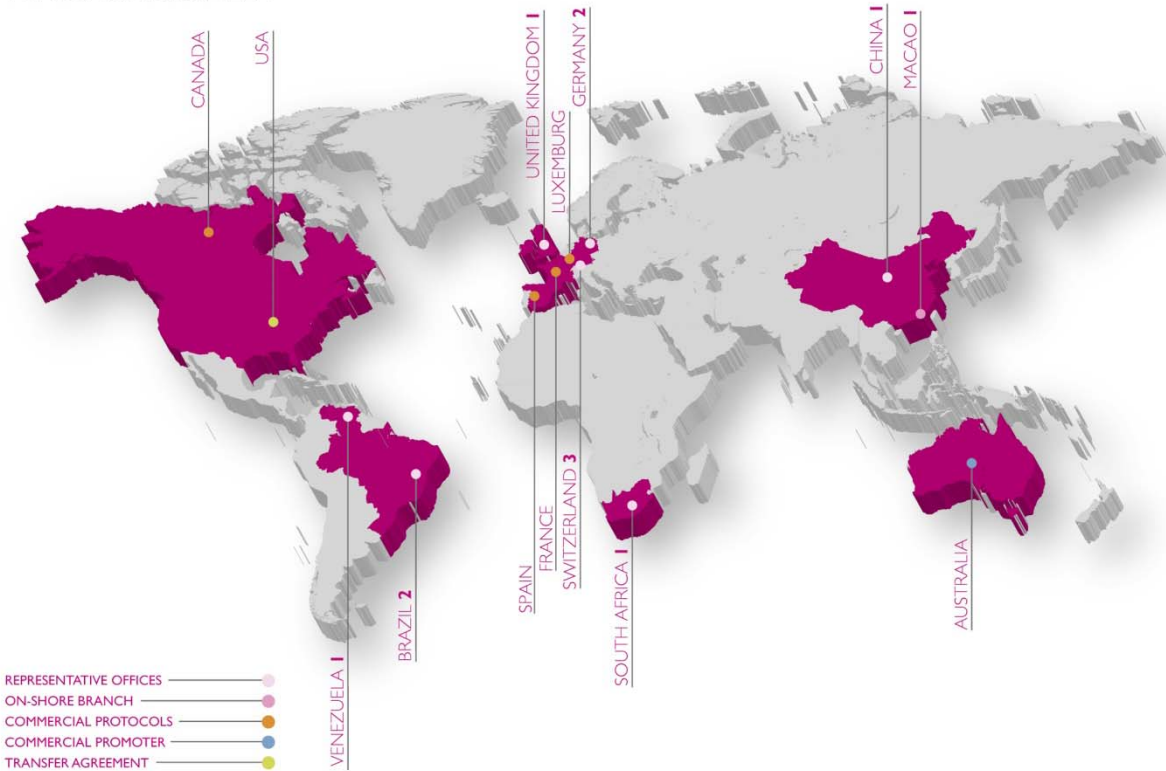 CANADA
USA
UNITED KINGDOM 1
LUXEMBURG
GERMANY 2
CHINA 1
MACAO 1
SPAIN
FRANCE
SWITZERLAND 3
SOUTH AFRICA 1
AUSTRALIA
BRAZIL 2
VENEZUELA 1
REPRESENTATIVE OFFICES
ON-SHORE BRANCH
COMMERCIAL PROTOCOLS
COMMERCIAL PROMOTER
TRANSFER AGREEMENT